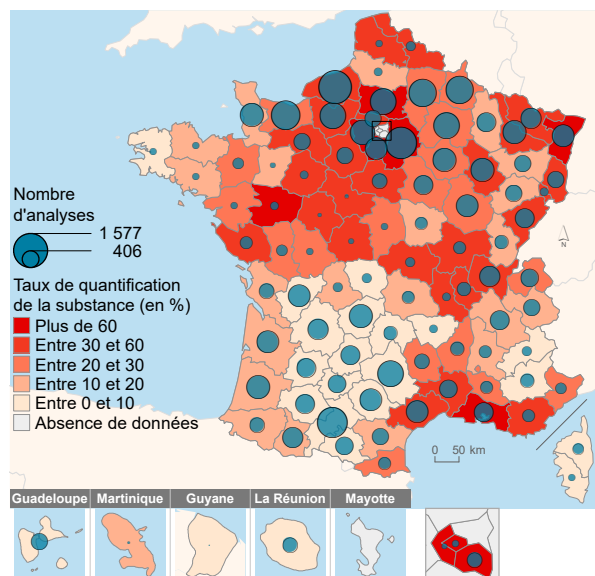 Nombre
d'analyses
1 577
406
Taux de quantification
de la substance (en %)
Plus de 60
Entre 30 et 60
Entre 20 et 30
Entre 10 et 20
Entre 0 et 10
Absence de données
N
0 50 km
Guadeloupe Martinique Guyane La Réunion Mayotte